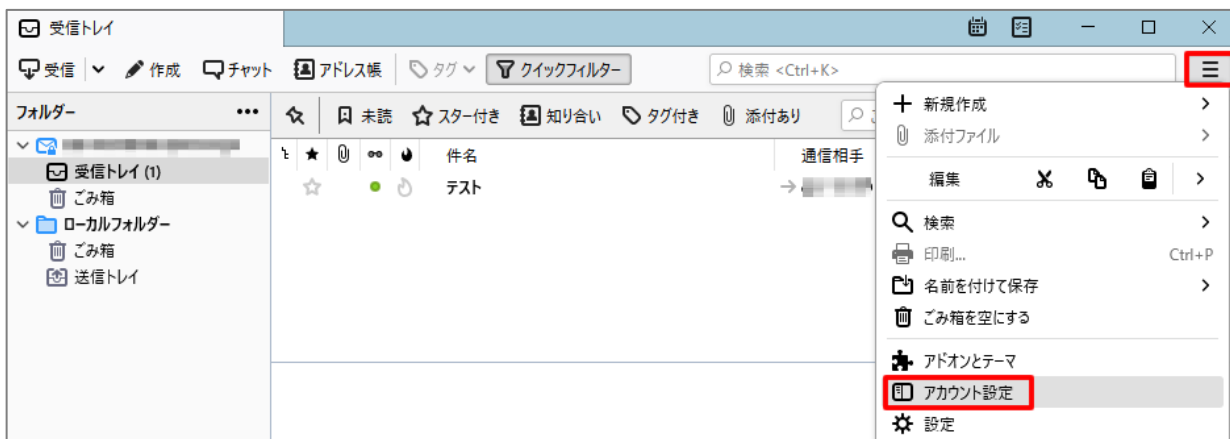 受信トレイ
受信 作成 チャット アドレス帳 タグ クイックフィルター 検索 <Ctrl+K>
フォルダー
未読 スター付き 知り合い タグ付き 添付あり
件名 通信相手
テスト
受信トレイ (1)
ごみ箱
ローカルフォルダー
ごみ箱
送信トレイ
新規作成
添付ファイル
編集
検索
印刷... Ctrl+P
名前を付けて保存
ごみ箱を空にする
アドオンとテーマ
アカウント設定
設定